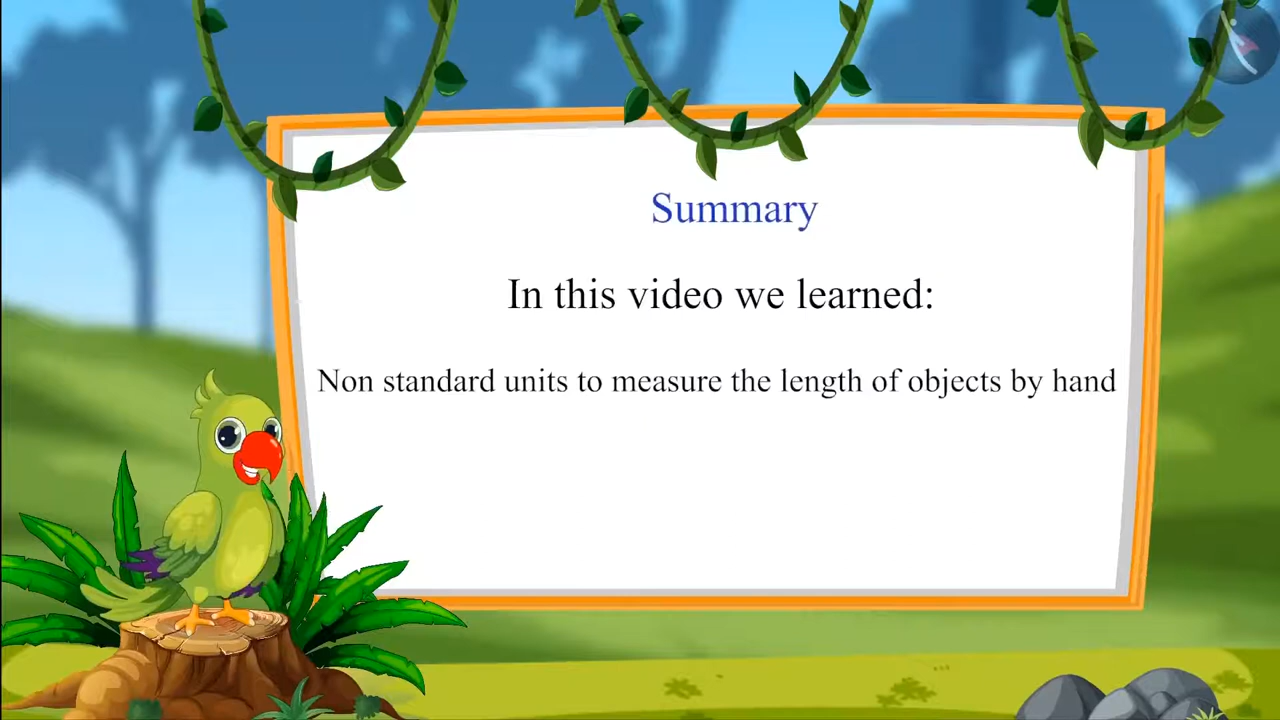 Summary
In this video we learned:
Non standard units to measure the length of objects by hand